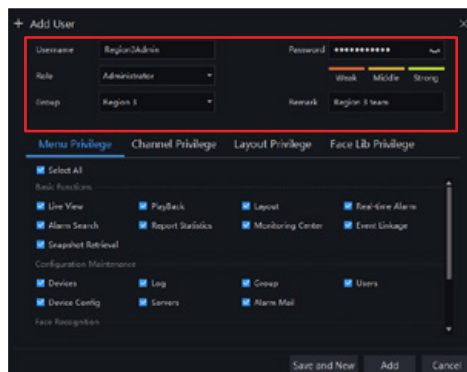 + Add User
Username Region3Admin Password ***********
Role Administrator Weak Middle Strong
Group Region 3 Remark Region 3 team
Menu Privilege Channel Privilege Layout Privilege Face Lib Privilege
Select All
Basic Functions
Live View PlayBack Layout Real-time Alarm
Alarm Search Report Statistics Monitoring Center Event Linkage
Snapshot Retrieval
Configuration Maintenance
Devices Log Group Users
Device Config Servers Alarm Mail
Face Recognition
Save and New Add Cancel